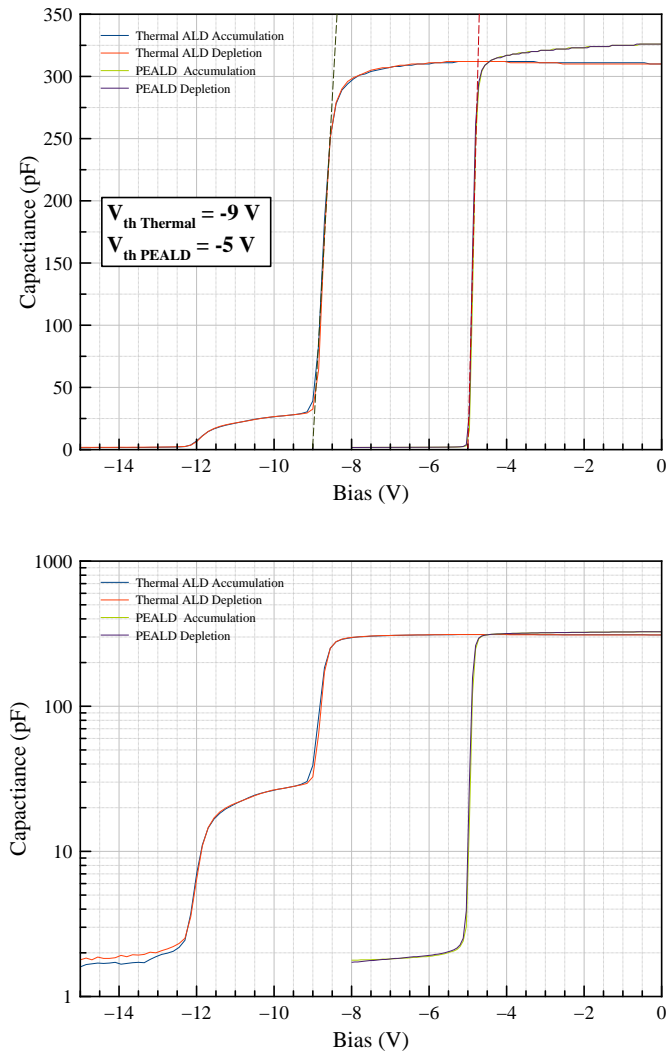 350
300
250
200
150
100
50
0
Capactiance (pF)
Thermal ALD Accumulation
Thermal ALD Depletion
PEALD Accumulation
PEALD Depletion
V th Thermal = -9 V
V th PEALD = -5 V
−14 −12 −10 −8 −6 −4 −2 0
Bias (V)
1000
100
10
1
Capactiance (pF)
Thermal ALD Accumulation
Thermal ALD Depletion
PEALD Accumulation
PEALD Depletion
−14 −12 −10 −8 −6 −4 −2 0
Bias (V)